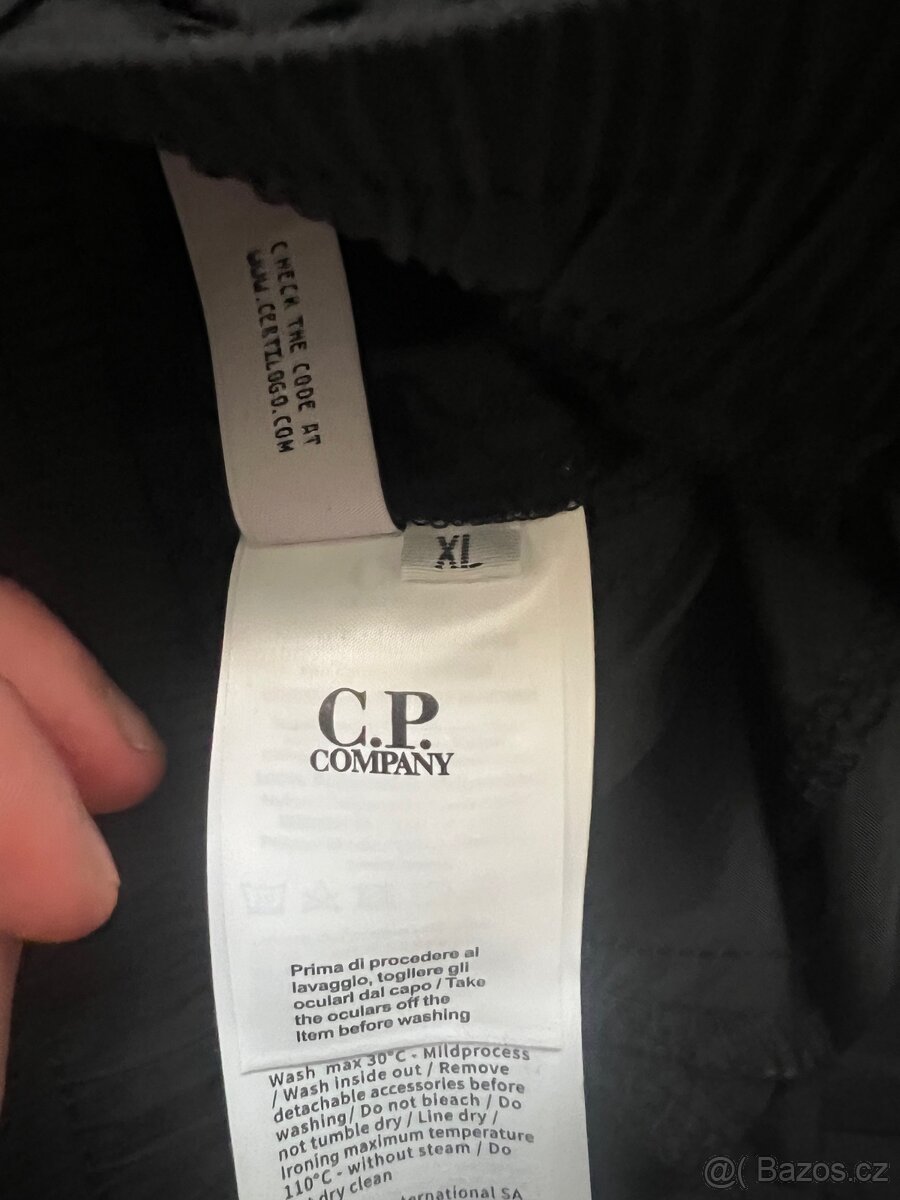 CHECK THE CODE AT
WWW.CERTILOGO.COM
XL
C.P.
COMPANY
Prima di procedere al
lavaggio, togliere gli
oculari dal capo / Take
the oculars off the
Item before washing
Wash max 30°C - Mildprocess
/ Wash inside out / Remove
detachable accessories before
washing/ Do not bleach / Do
not tumble dry / Line dry /
Ironing maximum temperature
110°C - without steam / Do
dry clean
SA
@( Bazos.cz